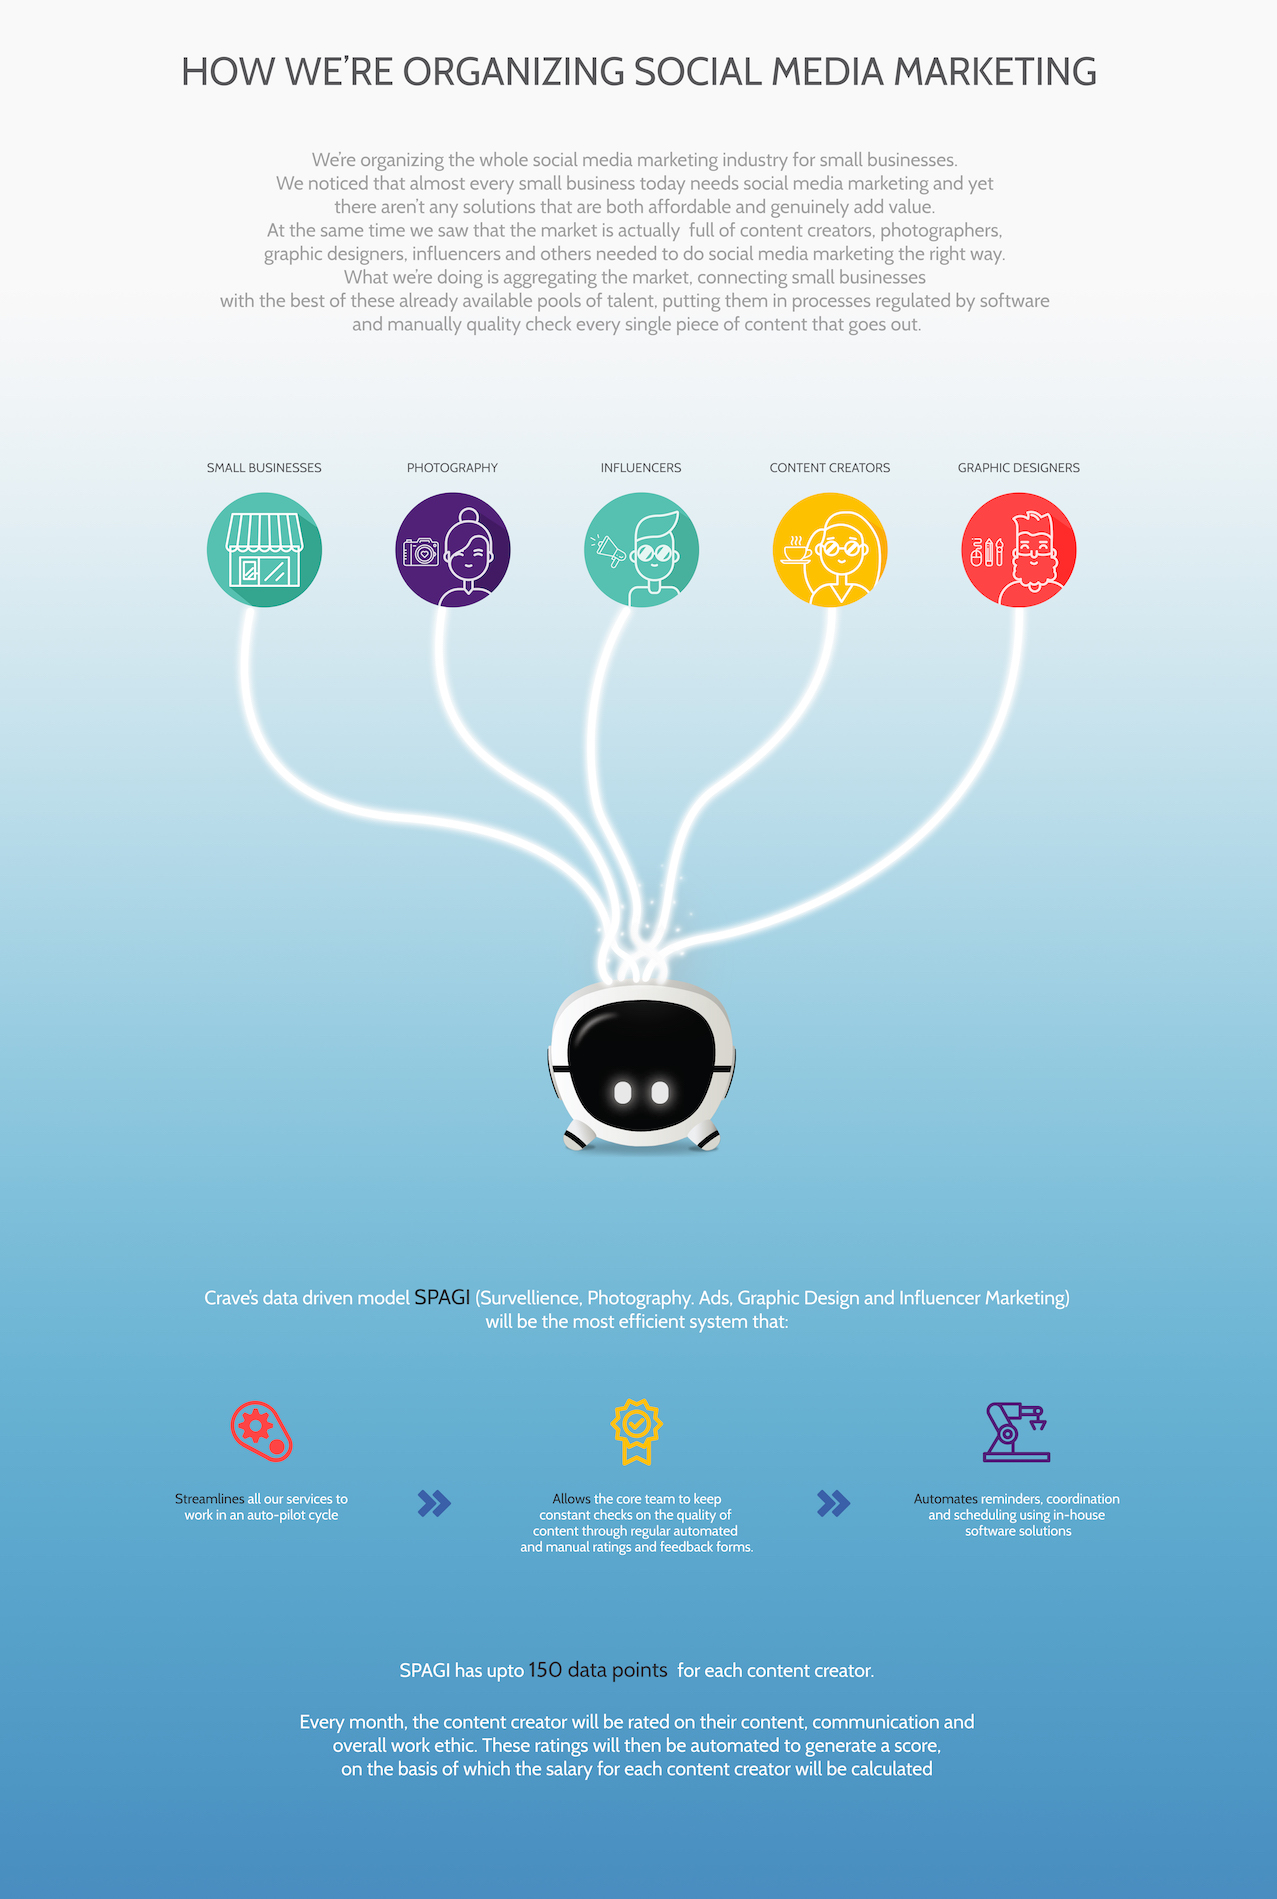 HOW WE'RE ORGANIZING SOCIAL MEDIA MARKETING
We're organizing the whole social media marketing industry for small businesses.
We noticed that almost every small business today needs social media marketing and yet
there aren't any solutions that are both affordable and genuinely add value.
At the same time we saw that the market is actually full of content creators, photographers,
graphic designers, influencers and others needed to do social media marketing the right way.
What we're doing is aggregating the market, connecting small businesses
with the best of these already available pools of talent, putting them in processes regulated by software
and manually quality check every single piece of content that goes out.
SMALL BUSINESSES
PHOTOGRAPHY
INFLUENCERS
CONTENT CREATORS
GRAPHIC DESIGNERS
Crave's data driven model SPAGI (Survellience, Photography. Ads, Graphic Design and Influencer Marketing)
will be the most efficient system that:
Streamlines all our services to
work in an auto-pilot cycle
Allows the core team to keep
constant checks on the quality of
content through regular automated
and manual ratings and feedback forms.
Automates reminders, coordination
and scheduling using in-house
software solutions
SPAGI has upto 150 data points for each content creator.
Every month, the content creator will be rated on their content, communication and
overall work ethic. These ratings will then be automated to generate a score,
on the basis of which the salary for each content creator will be calculated